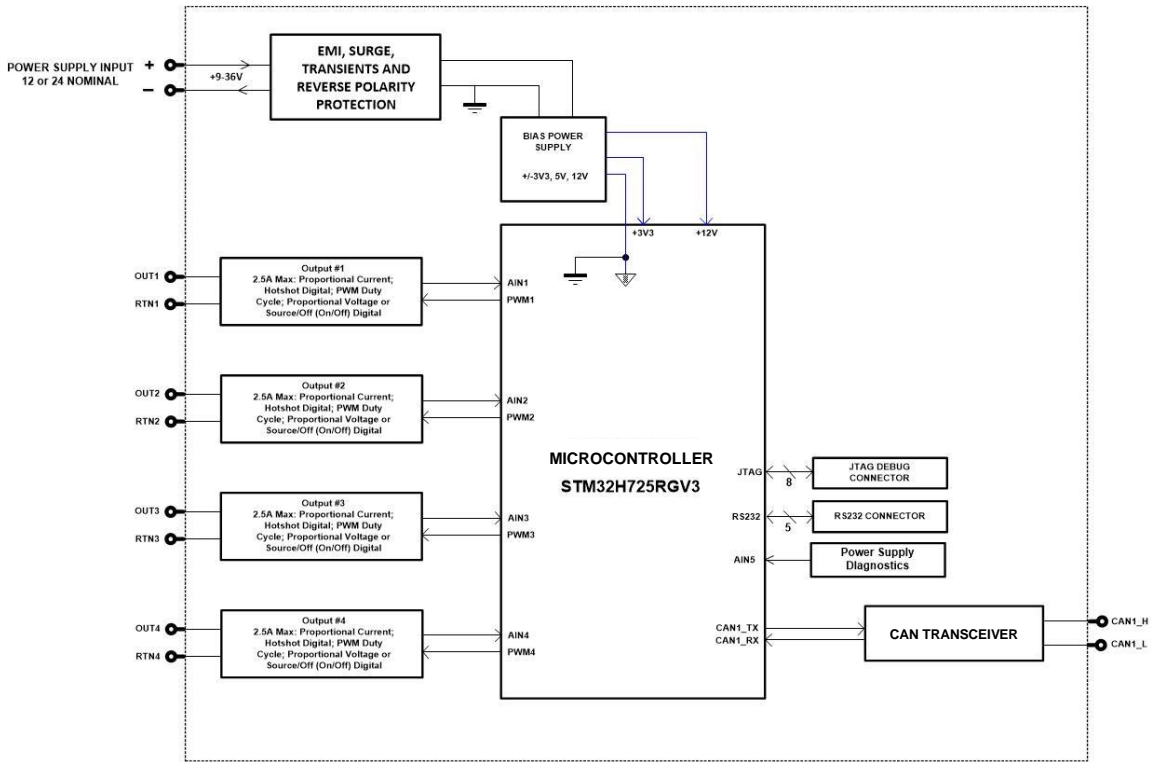 POWER SUPPLY INPUT
12 or 24 NOMINAL
+
−
+9-36V
EMI, SURGE,
TRANSIENTS AND
REVERSE POLARITY
PROTECTION
BIAS POWER
SUPPLY
+/-3V3, 5V, 12V
+3V3
+12V
OUT1
RTN1
Output #1
2.5A Max: Proportional Current;
Hotshot Digital; PWM Duty
Cycle; Proportional Voltage or
Source/Off (On/Off) Digital
AIN1
PWM1
OUT2
RTN2
Output #2
2.5A Max: Proportional Current;
Hotshot Digital; PWM Duty
Cycle; Proportional Voltage or
Source/Off (On/Off) Digital
AIN2
PWM2
OUT3
RTN3
Output #3
2.5A Max: Proportional Current;
Hotshot Digital; PWM Duty
Cycle; Proportional Voltage or
Source/Off (On/Off) Digital
AIN3
PWM3
OUT4
RTN4
Output #4
2.5A Max: Proportional Current;
Hotshot Digital; PWM Duty
Cycle; Proportional Voltage or
Source/Off (On/Off) Digital
AIN4
PWM4
MICROCONTROLLER
STM32H725RGV3
JTAG
8
JTAG DEBUG
CONNECTOR
RS232
5
RS232 CONNECTOR
AIN5
Power Supply
Diagnostics
CAN1_TX
CAN1_RX
CAN TRANSCEIVER
CAN1_H
CAN1_L